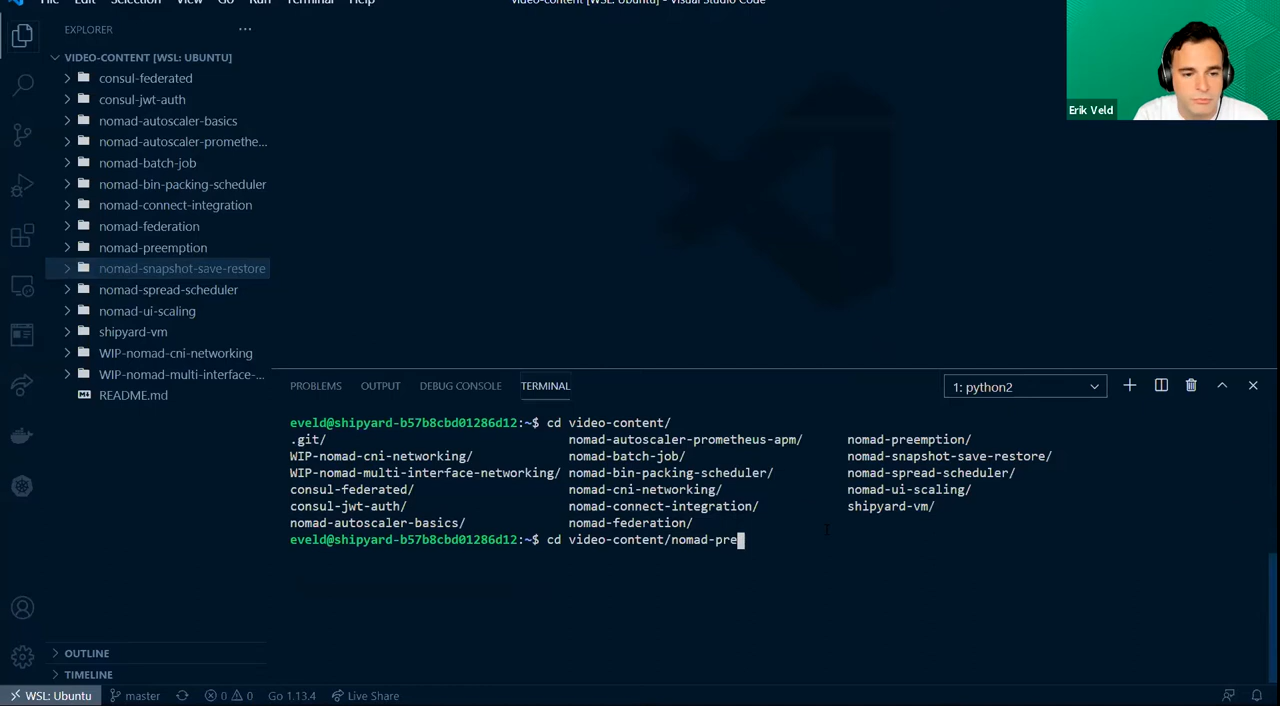 File Edit Selection View Go Run Terminal Help
video-content [WSL: Ubuntu] - Visual Studio Code
Erik Veld
EXPLORER
VIDEO-CONTENT [WSL: UBUNTU]
consul-federated
consul-jwt-auth
nomad-autoscaler-basics
nomad-autoscaler-promethe...
nomad-batch-job
nomad-bin-packing-scheduler
nomad-connect-integration
nomad-federation
nomad-preemption
nomad-snapshot-save-restore
nomad-spread-scheduler
nomad-ui-scaling
shipyard-vm
WIP-nomad-cni-networking
WIP-nomad-multi-interface-...
README.md
OUTLINE
TIMELINE
PROBLEMS OUTPUT DEBUG CONSOLE TERMINAL 1: python2
eveld@shipyard-b57b8cbd01286d12:~$ cd video-content/
.git/ nomad-autoscaler-prometheus-apm/ nomad-preemption/
WIP-nomad-cni-networking/ nomad-batch-job/ nomad-snapshot-save-restore/
WIP-nomad-multi-interface-networking/ nomad-bin-packing-scheduler/ nomad-spread-scheduler/
consul-federated/ nomad-cni-networking/ nomad-ui-scaling/
consul-jwt-auth/ nomad-connect-integration/ shipyard-vm/
nomad-autoscaler-basics/ nomad-federation/
eveld@shipyard-b57b8cbd01286d12:~$ cd video-content/nomad-pre
WSL: Ubuntu master 0 0 Go 1.13.4 Live Share